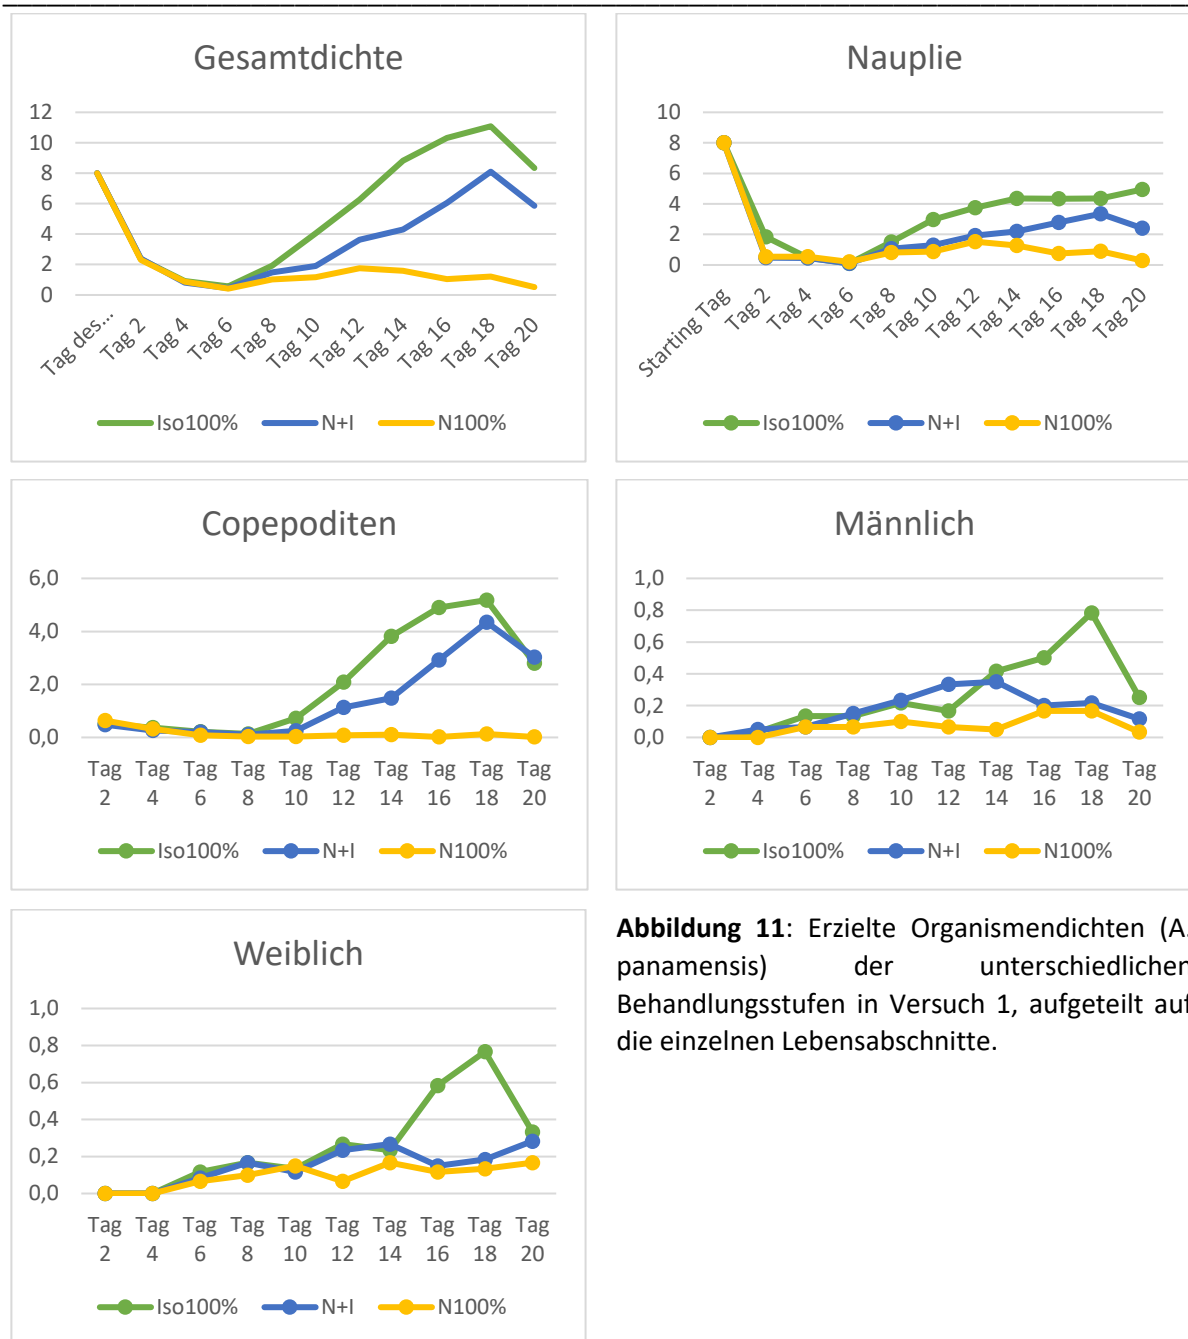 Gesamtdichte
12
10
8
6
4
2
0
Tag des...
Tag 2
Tag 4
Tag 6
Tag 8
Tag 10
Tag 12
Tag 14
Tag 16
Tag 18
Tag 20
Iso100% N+I N100%
Nauplie
10
8
6
4
2
0
Starting Tag
Tag 2
Tag 4
Tag 6
Tag 8
Tag 10
Tag 12
Tag 14
Tag 16
Tag 18
Tag 20
Iso100% N+I N100%
Copepoditen
6,0
4,0
2,0
0,0
Tag Tag Tag Tag Tag Tag Tag Tag Tag Tag
2 4 6 8 10 12 14 16 18 20
Iso100% N+I N100%
Männlich
1,0
0,8
0,6
0,4
0,2
0,0
Tag Tag Tag Tag Tag Tag Tag Tag Tag Tag
2 4 6 8 10 12 14 16 18 20
Iso100% N+I N100%
Weiblich
1,0
0,8
0,6
0,4
0,2
0,0
Tag Tag Tag Tag Tag Tag Tag Tag Tag Tag
2 4 6 8 10 12 14 16 18 20
Iso100% N+I N100%
Abbildung 11: Erzielte Organismendichten (A.
panamensis) der unterschiedlichen
Behandlungsstufen in Versuch 1, aufgeteilt auf
die einzelnen Lebensabschnitte.